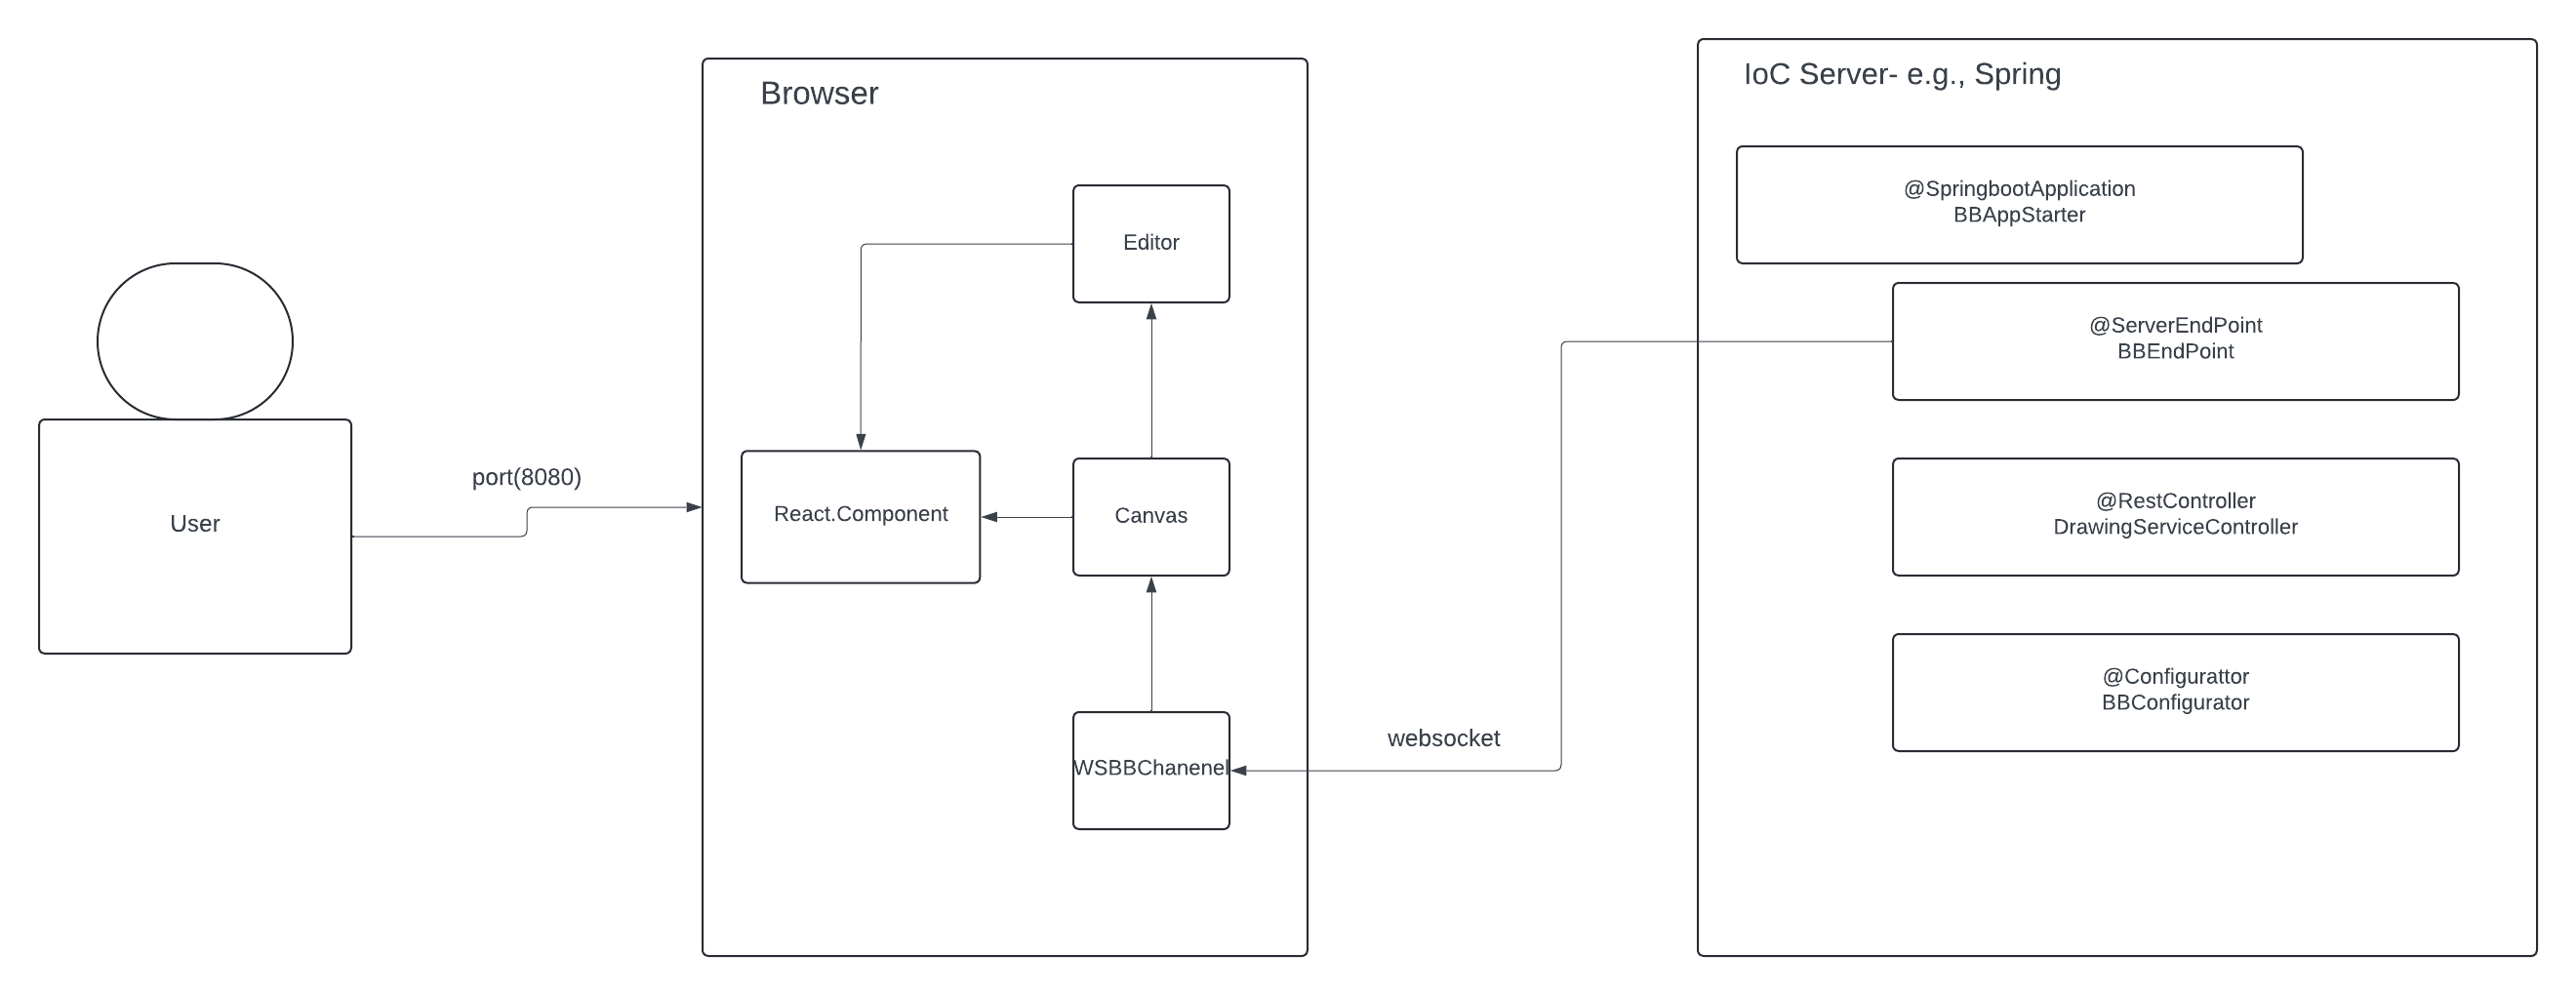 User
port(8080)
Browser
Editor
React.Component
Canvas
WSBBChanenel
websocket
IoC Server- e.g., Spring
@SpringbootApplication
BBAppStarter
@ServerEndPoint
BBEndPoint
@RestController
DrawingServiceController
@Configurattor
BBConfigurator